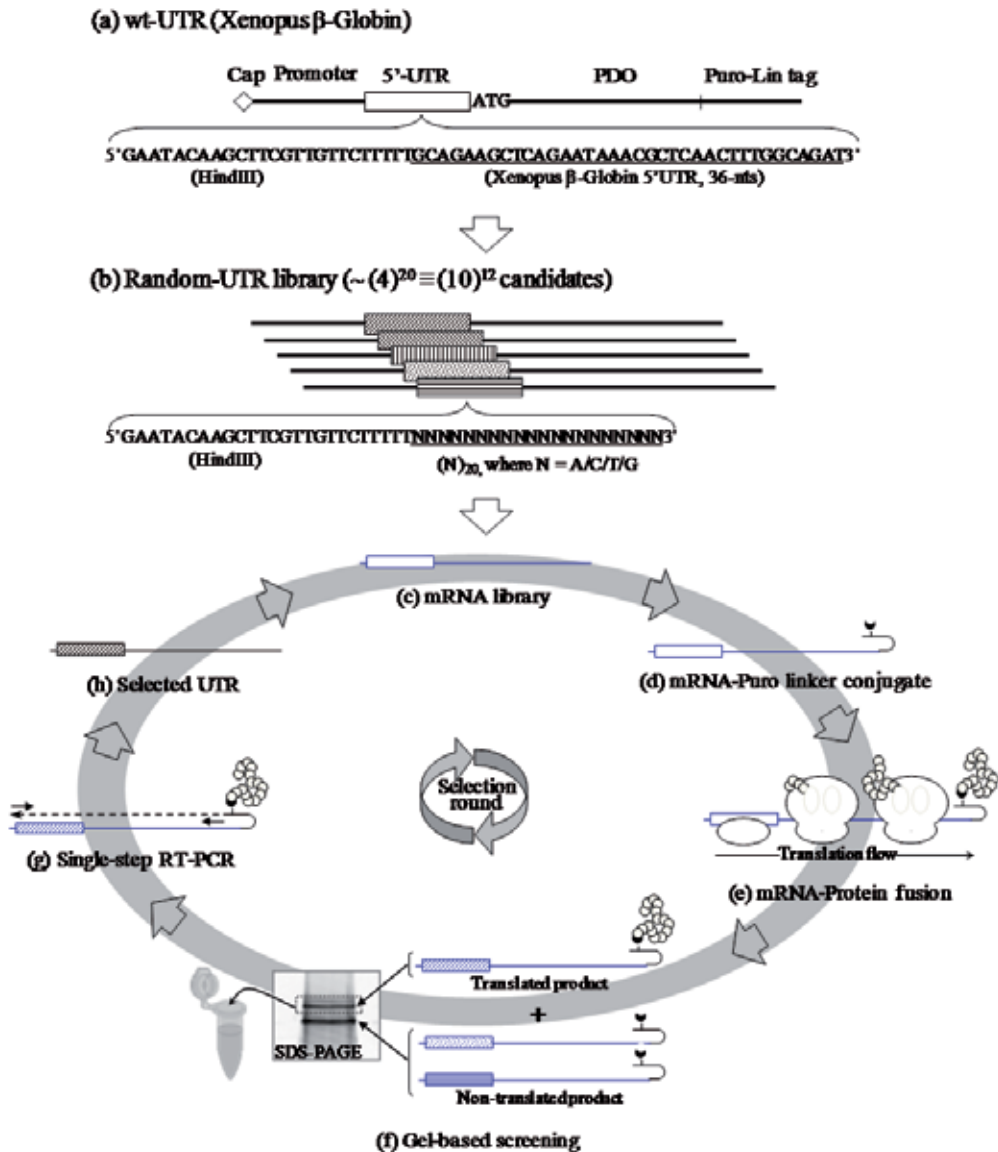 (a) wt-UTR (Xenopus β-Globin)
Cap Promoter 5'-UTR PDO Puro-Lin tag
ATG
5'GAATACAAGCTTCGTTGTTCTTTTTGCAGAAGCTCAGAATAAACGCTCAACTTTGGCAGAT3'
(HindIII) (Xenopus β-Globin 5'UTR, 36-nts)
(b) Random-UTR library (~ (4)20 = (10)12 candidates)
5'GAATACAAGCTTCGTTGTTCTTTTTNNNNNNNNNNNNNNNNNNNN3'
(HindIII) (N)20, where N = A/C/T/G
(c) mRNA library
(d) mRNA-Puro linker conjugate
(h) Selected UTR
Selection
round
(g) Single-step RT-PCR
Translation flow
(e) mRNA-Protein fusion
Translated product
+
SDS-PAGE
Non-translated product
(f) Gel-based screening